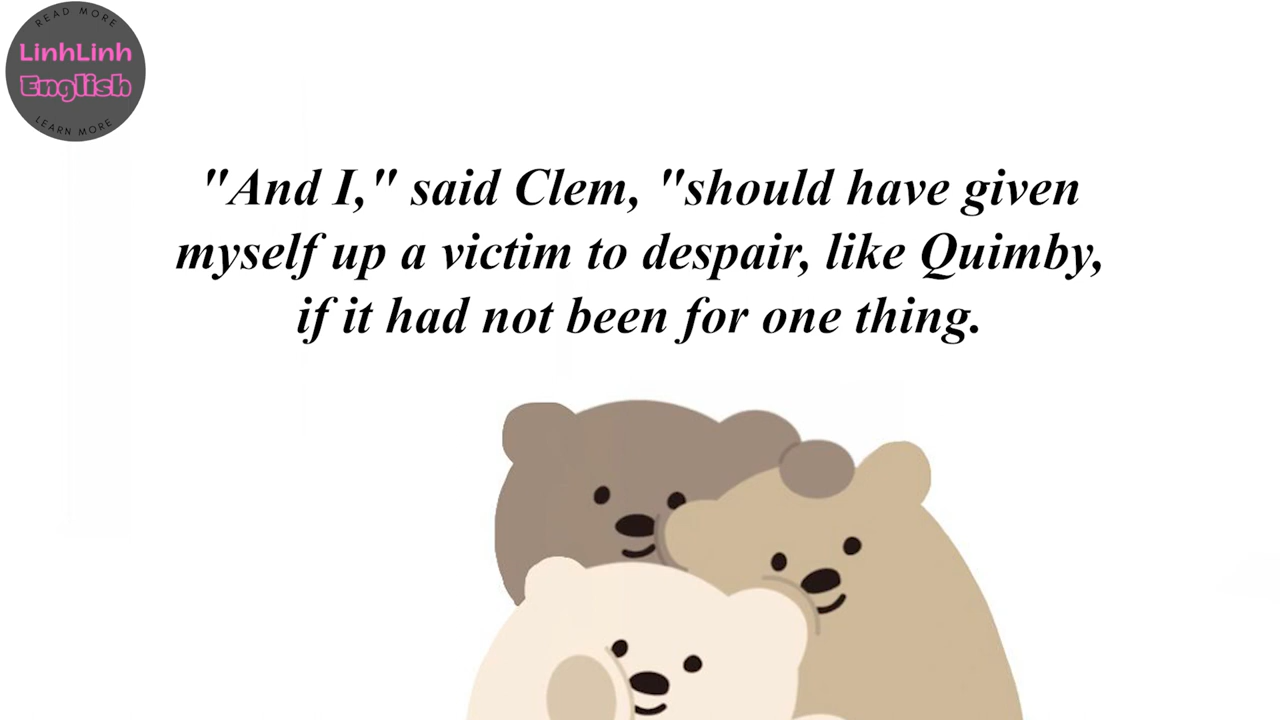 READ MORE
LinhLinh
English
LEARN MORE
"And I," said Clem, "should have given
myself up a victim to despair, like Quimby,
if it had not been for one thing.